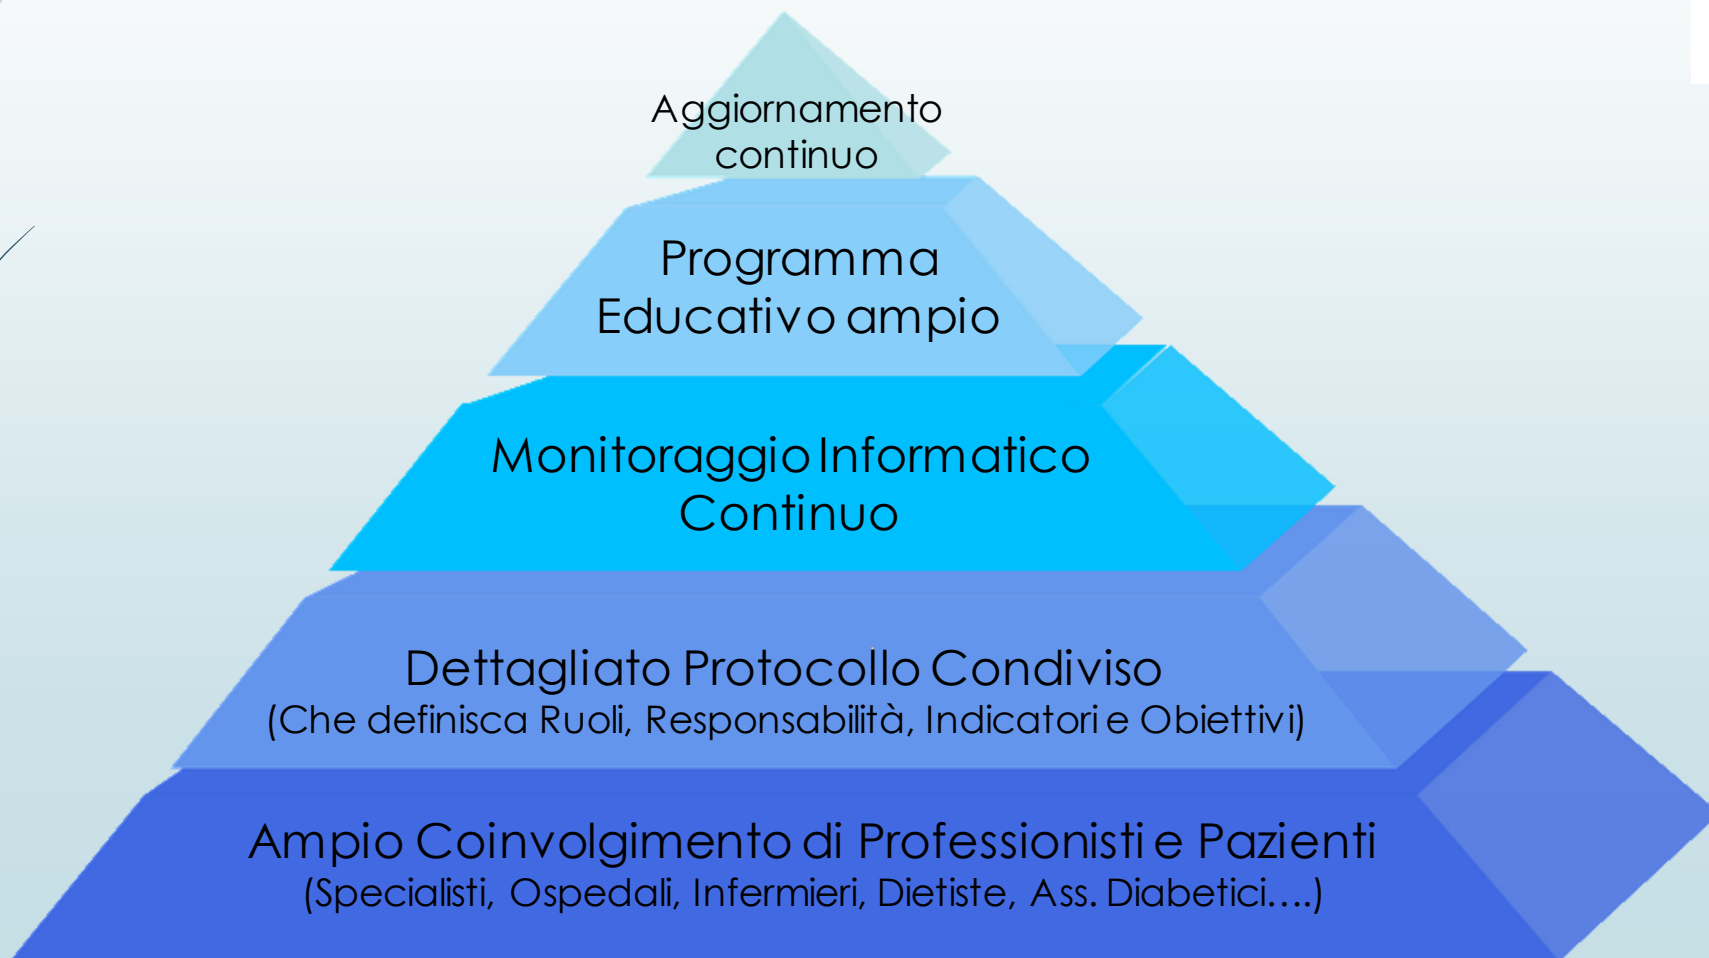 Aggiornamento
continuo
Programma
Educativo ampio
Monitoraggio Informatico
Continuo
Dettagliato Protocollo Condiviso
(Che definisca Ruoli, Responsabilità, Indicatori e Obiettivi)
Ampio Coinvolgimento di Professionisti e Pazienti
(Specialisti, Ospedali, Infermieri, Dietiste, Ass. Diabetici….)